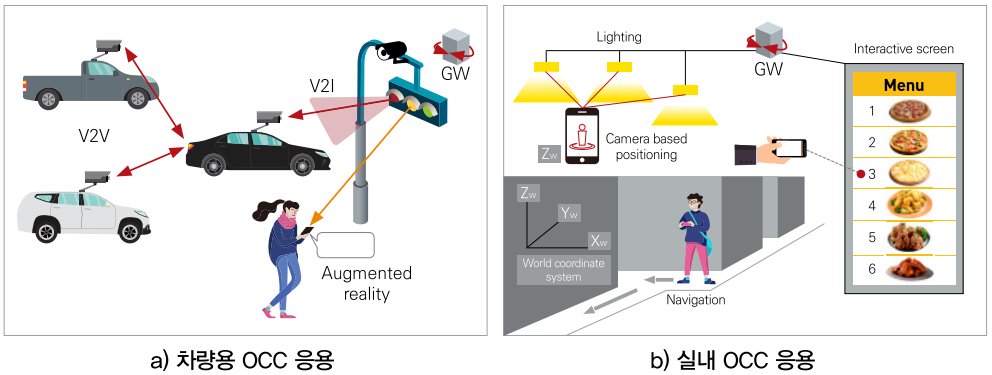 V2V
V2I
GW
Augmented
reality
a) 차량용 OCC 응용
Lighting
GW
Interactive screen
Menu
1
2
3
4
5
6
Camera based
positioning
Zw
Zw
Yw
Xw
World coordinate
system
Navigation
b) 실내 OCC 응용